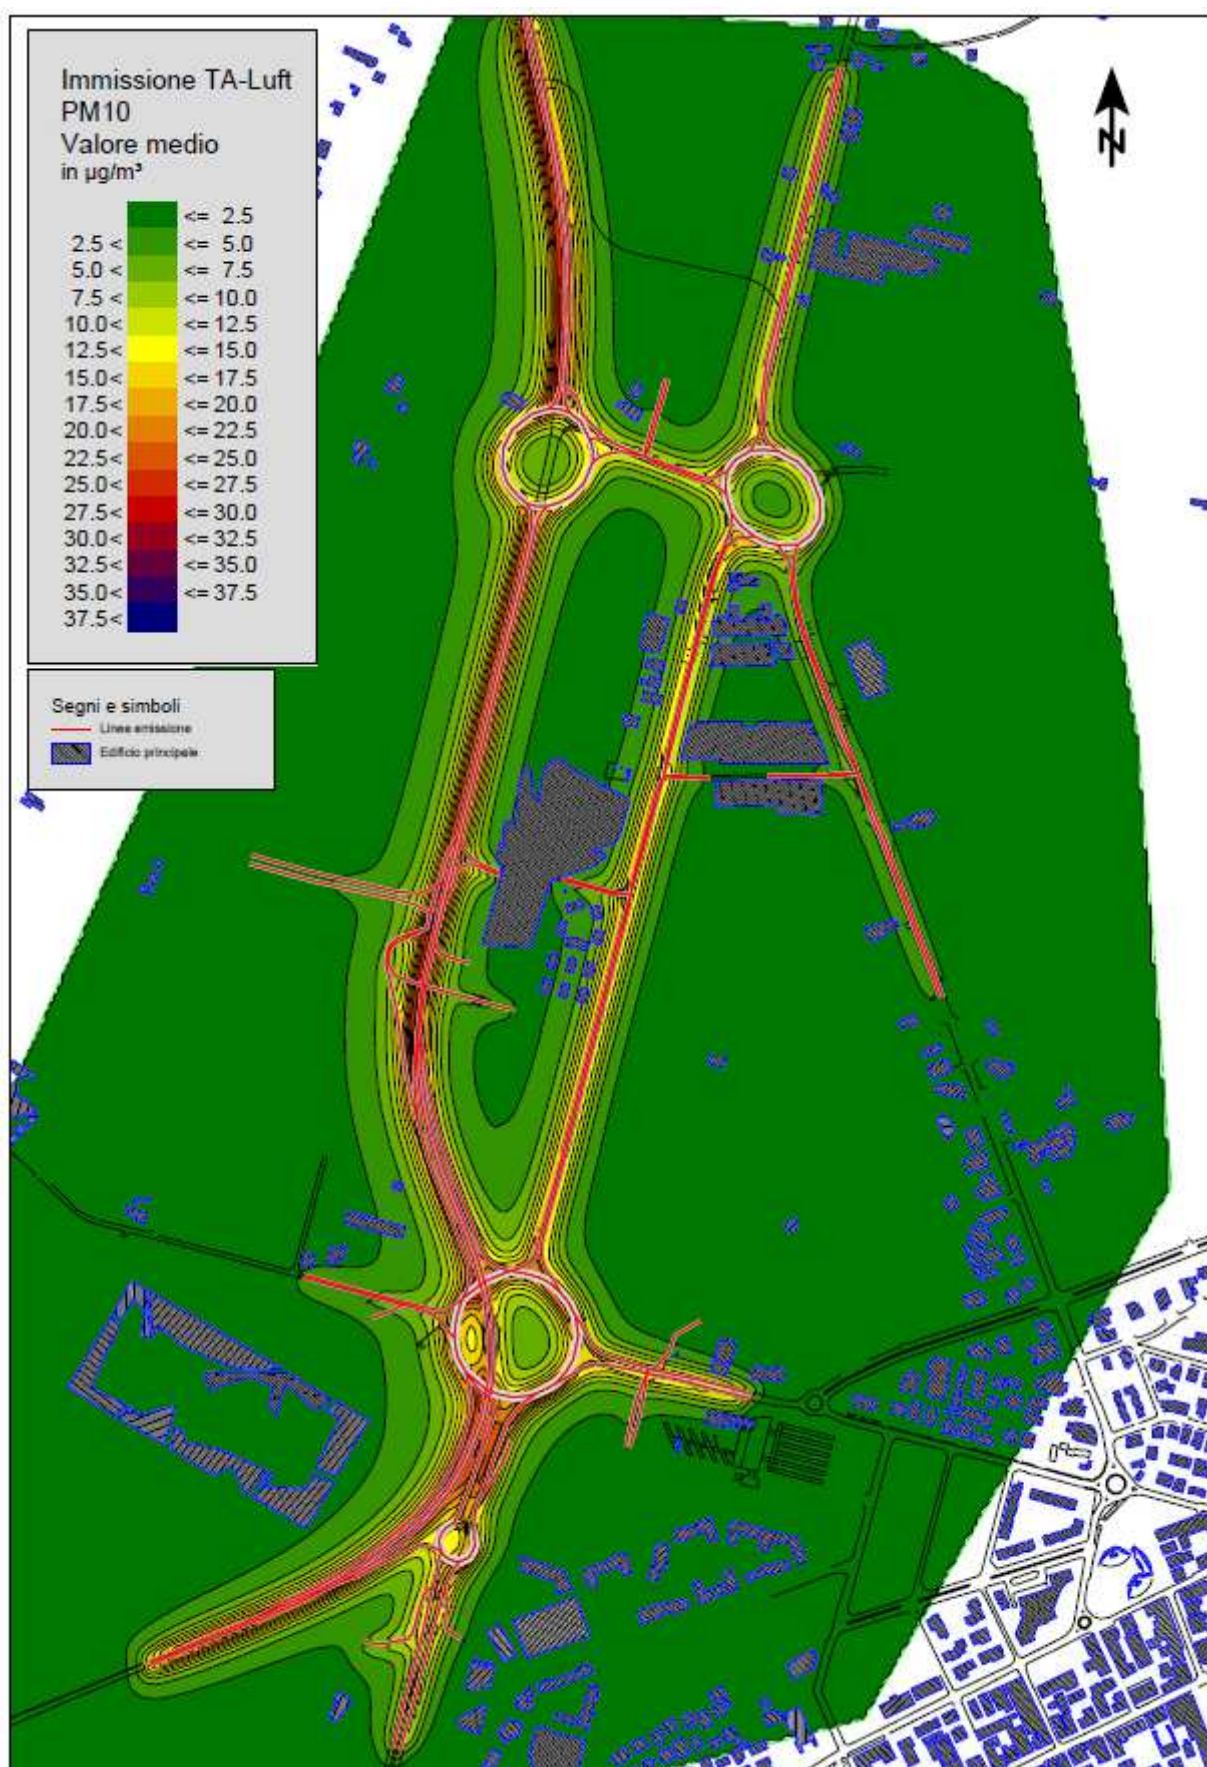 Immissione TA-Luft
PM10
Valore medio
in µg/m³
<= 2.5
2.5 < <= 5.0
5.0 < <= 7.5
7.5 < <= 10.0
10.0< <= 12.5
12.5< <= 15.0
15.0< <= 17.5
17.5< <= 20.0
20.0< <= 22.5
22.5< <= 25.0
25.0< <= 27.5
27.5< <= 30.0
30.0< <= 32.5
32.5< <= 35.0
35.0< <= 37.5
37.5<
Segni e simboli
Linea emissione
Edificio principale
N